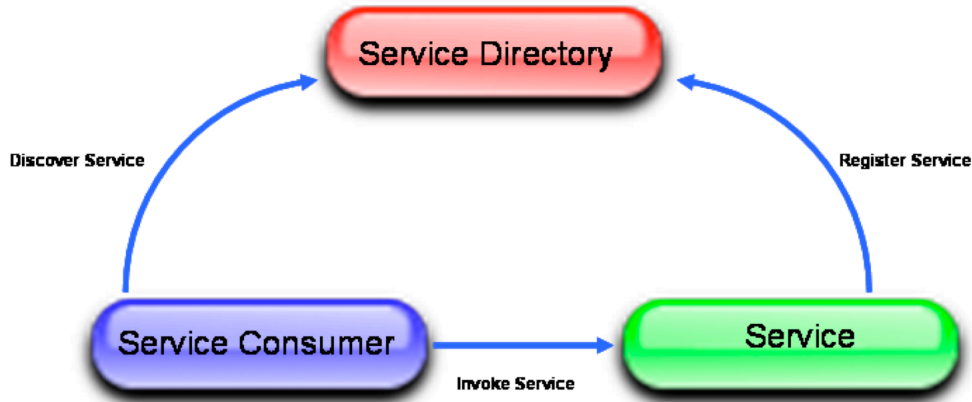 Service Directory
Discover Service
Register Service
Service Consumer
Service
Invoke Service